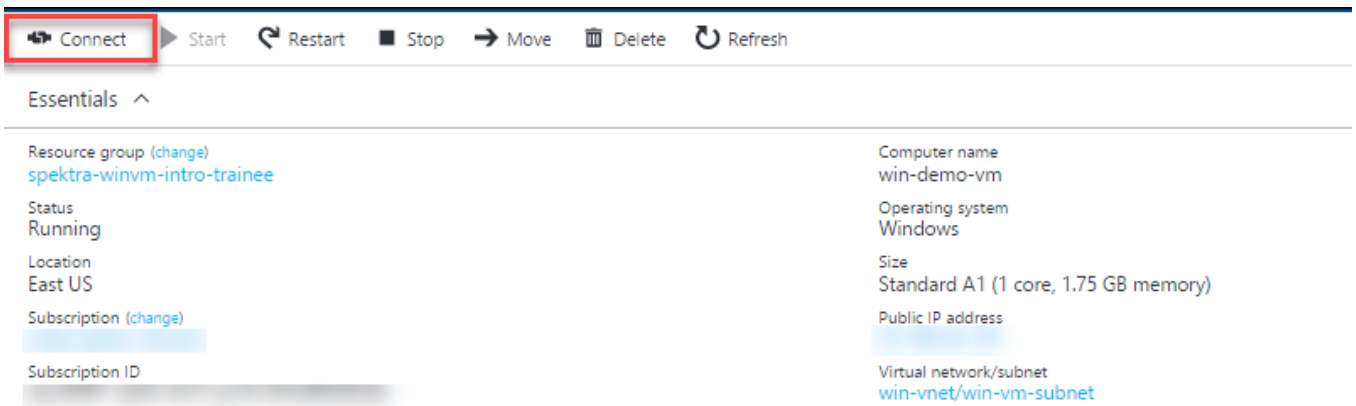 Connect Start Restart Stop Move Delete Refresh
Essentials
Resource group (change)
spektra-winvm-intro-trainee
Status
Running
Location
East US
Subscription (change)
Subscription ID
Computer name
win-demo-vm
Operating system
Windows
Size
Standard A1 (1 core, 1.75 GB memory)
Public IP address
Virtual network/subnet
win-vnet/win-vm-subnet